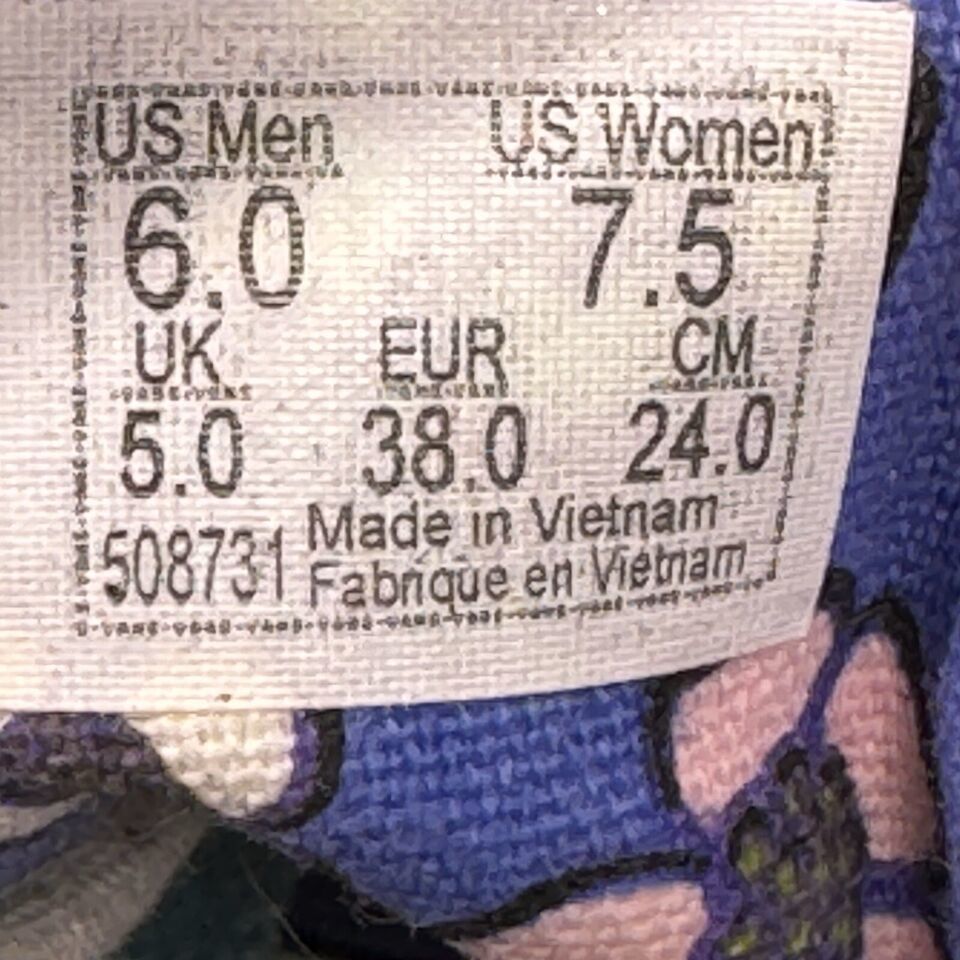 US Men US Women
6.0 7.5
UK EUR CM
5.0 38.0 24.0
508731 Made in Vietnam
Fabrique en Vietnam